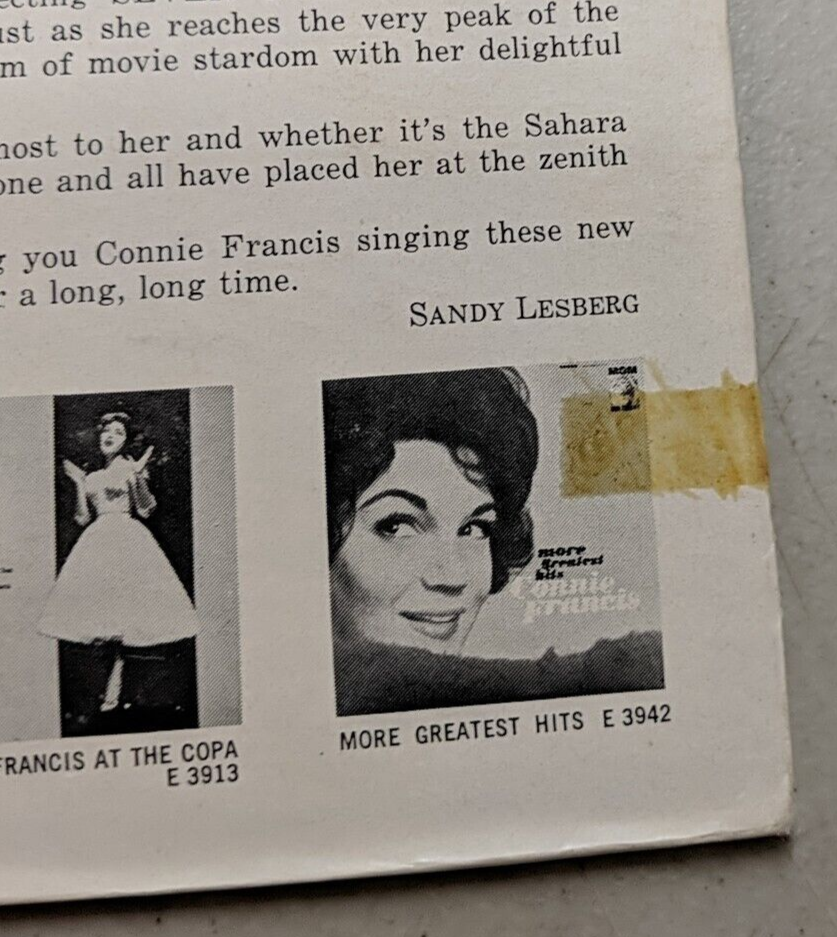 ust as she reaches the very peak of the
m of movie stardom with her delightful
nost to her and whether it's the Sahara
one and all have placed her at the zenith
g you Connie Francis singing these new
r a long, long time.
SANDY LESBERG
MGM
more
greatest
hits
Connie
Francis
FRANCIS AT THE COPA
E 3913
MORE GREATEST HITS E 3942